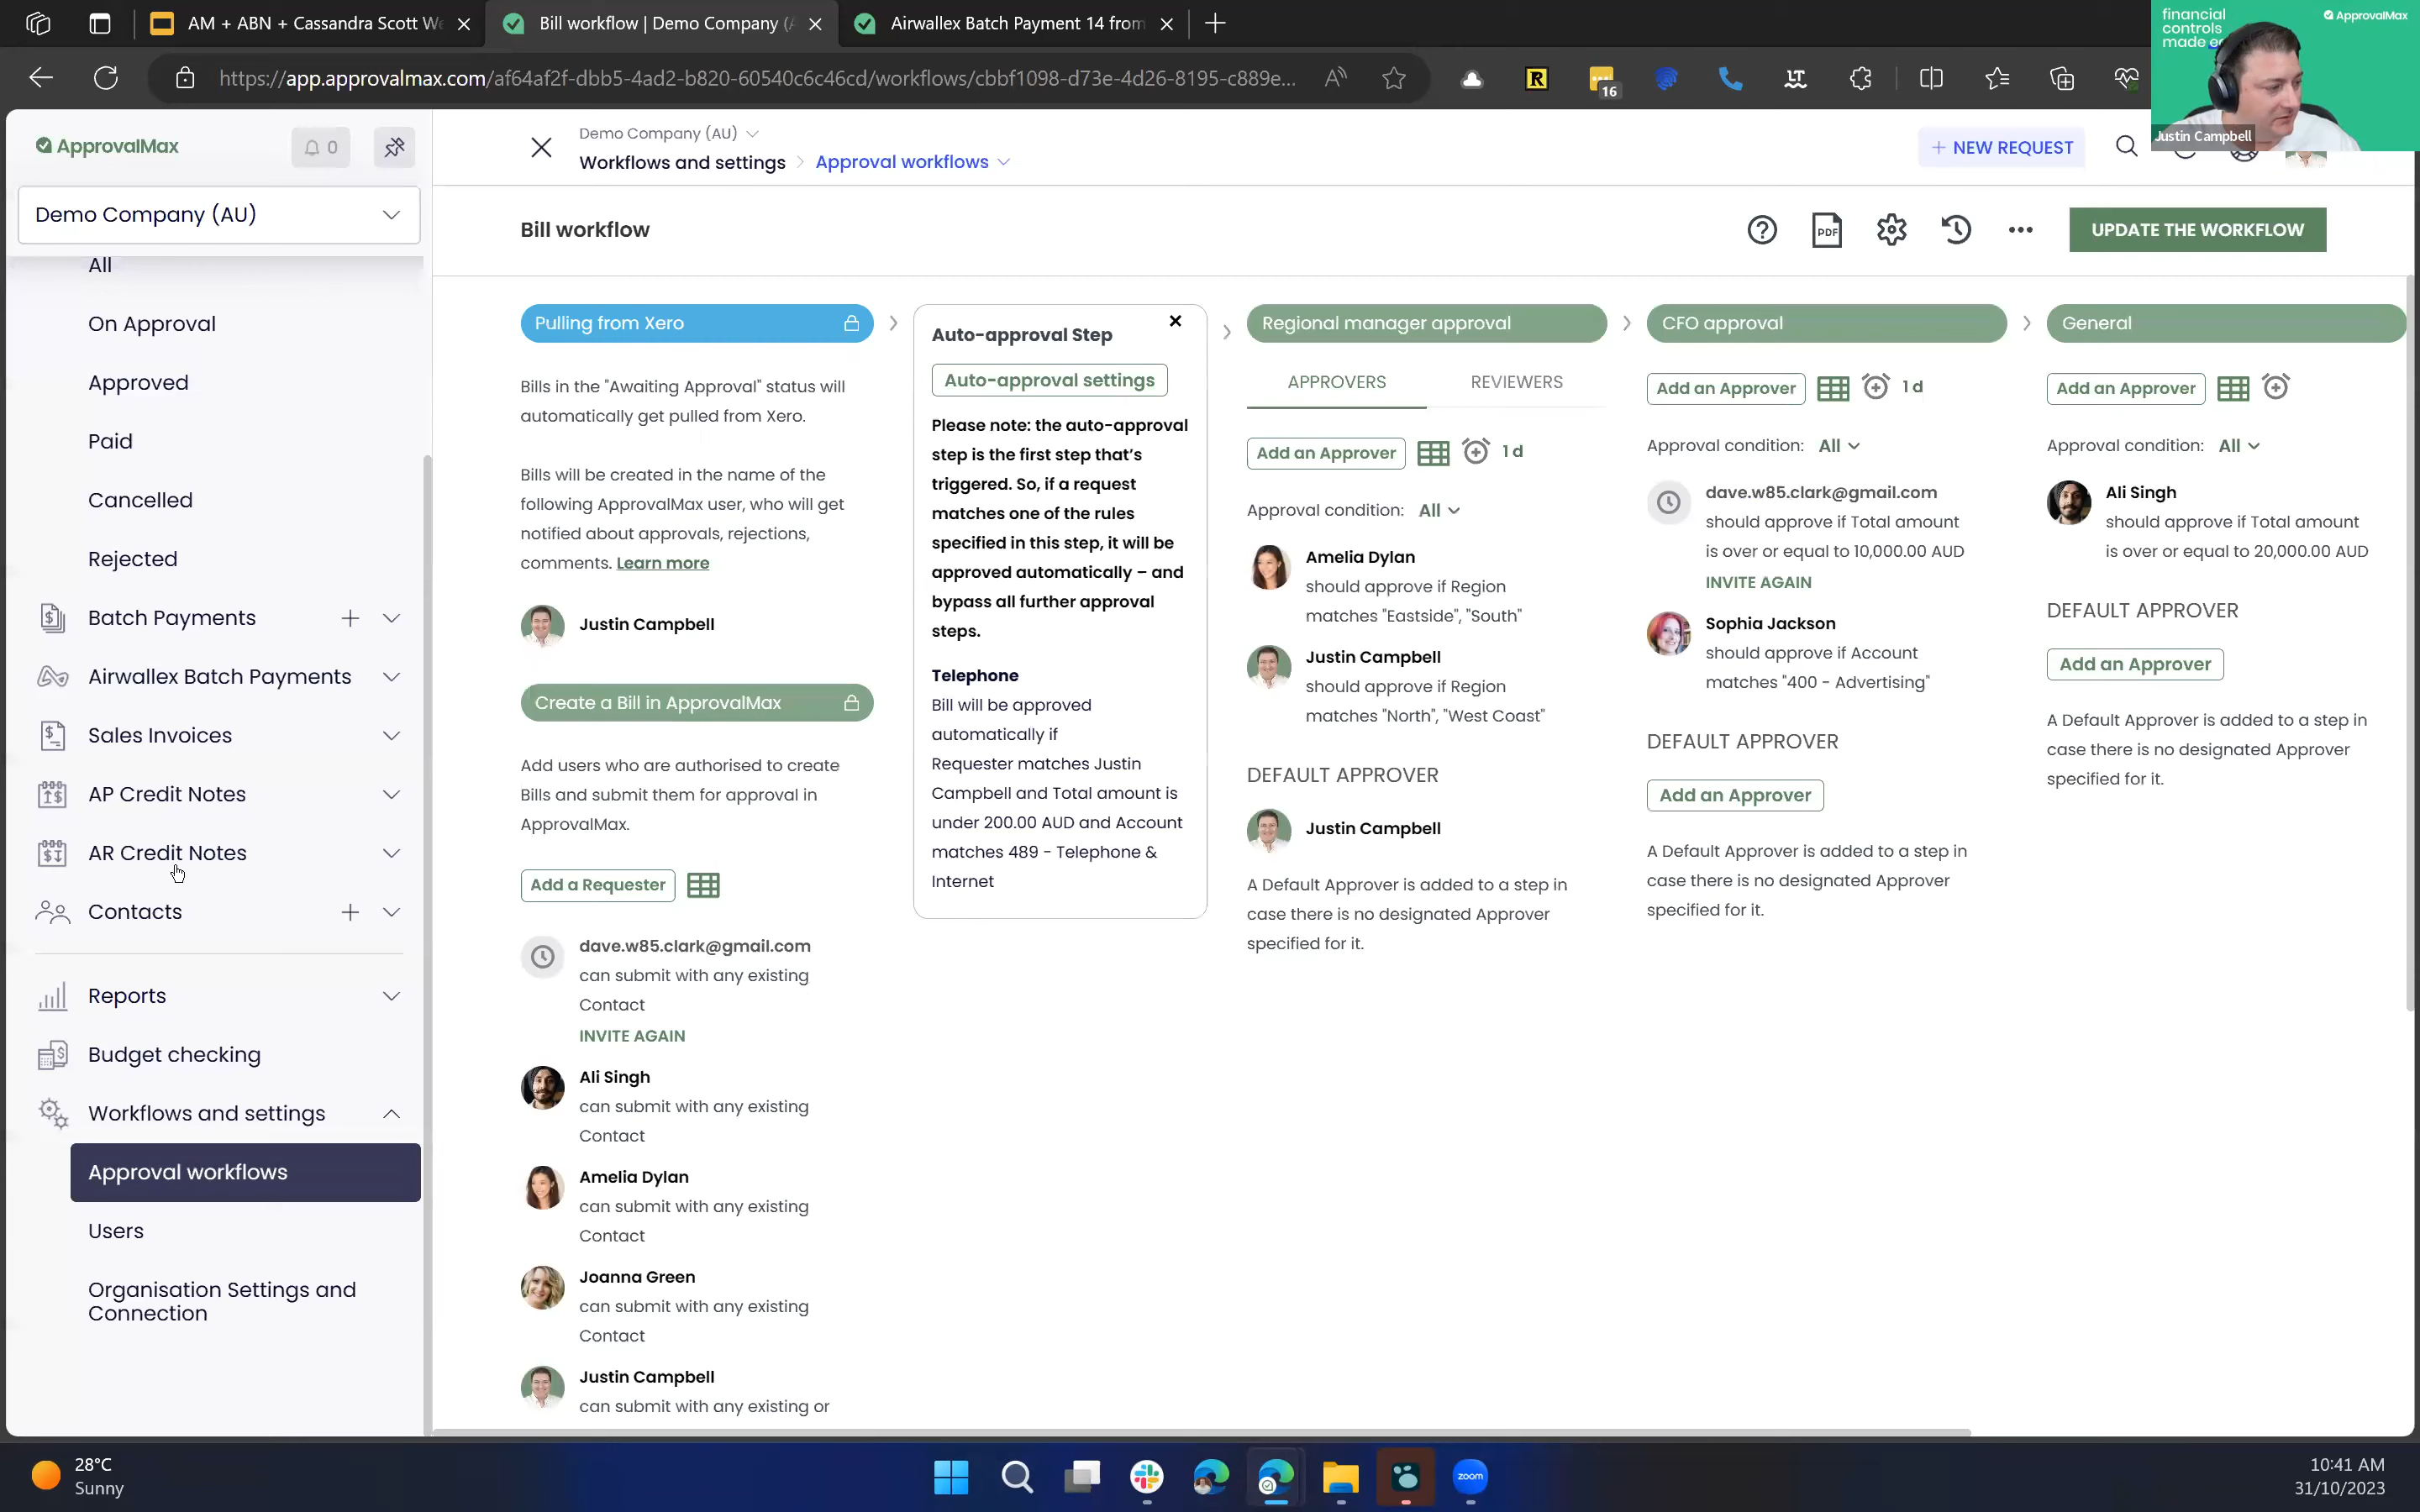 AM + ABN + Cassandra Scott We
Bill workflow | Demo Company (A
Airwallex Batch Payment 14 from
https://app.approvalmax.com/af64af2f-dbb5-4ad2-b820-60540c6c46cd/workflows/cbbf1098-d73e-4d26-8195-c889e...
16
financial
controls
made
ApprovalMax
Justin Campbell
ApprovalMax
0
Demo Company (AU)
All
On Approval
Approved
Paid
Cancelled
Rejected
Batch Payments
Airwallex Batch Payments
Sales Invoices
AP Credit Notes
AR Credit Notes
Contacts
Reports
Budget checking
Workflows and settings
Approval workflows
Users
Organisation Settings and
Connection
Demo Company (AU)
Workflows and settings > Approval workflows
+ NEW REQUEST
Bill workflow
PDF
UPDATE THE WORKFLOW
Pulling from Xero
Bills in the "Awaiting Approval" status will
automatically get pulled from Xero.
Bills will be created in the name of the
following ApprovalMax user, who will get
notified about approvals, rejections,
comments. Learn more
Justin Campbell
Create a Bill in ApprovalMax
Add users who are authorised to create
Bills and submit them for approval in
ApprovalMax.
Add a Requester
dave.w85.clark@gmail.com
can submit with any existing
Contact
INVITE AGAIN
Ali Singh
can submit with any existing
Contact
Amelia Dylan
can submit with any existing
Contact
Joanna Green
can submit with any existing
Contact
Justin Campbell
can submit with any existing or
Auto-approval Step
Auto-approval settings
Please note: the auto-approval
step is the first step that's
triggered. So, if a request
matches one of the rules
specified in this step, it will be
approved automatically – and
bypass all further approval
steps.
Telephone
Bill will be approved
automatically if
Requester matches Justin
Campbell and Total amount is
under 200.00 AUD and Account
matches 489 - Telephone &
Internet
Regional manager approval
APPROVERS
REVIEWERS
Add an Approver
1 d
Approval condition: All
Amelia Dylan
should approve if Region
matches "Eastside", "South"
Justin Campbell
should approve if Region
matches "North", "West Coast"
DEFAULT APPROVER
Justin Campbell
A Default Approver is added to a step in
case there is no designated Approver
specified for it.
CFO approval
Add an Approver
1 d
Approval condition: All
dave.w85.clark@gmail.com
should approve if Total amount
is over or equal to 10,000.00 AUD
INVITE AGAIN
Sophia Jackson
should approve if Account
matches "400 - Advertising"
DEFAULT APPROVER
Add an Approver
A Default Approver is added to a step in
case there is no designated Approver
specified for it.
General
Add an Approver
Approval condition: All
Ali Singh
should approve if Total amount
is over or equal to 20,000.00 AUD
DEFAULT APPROVER
Add an Approver
A Default Approver is added to a step in
case there is no designated Approver
specified for it.
28°C
Sunny
zoom
10:41 AM
31/10/2023